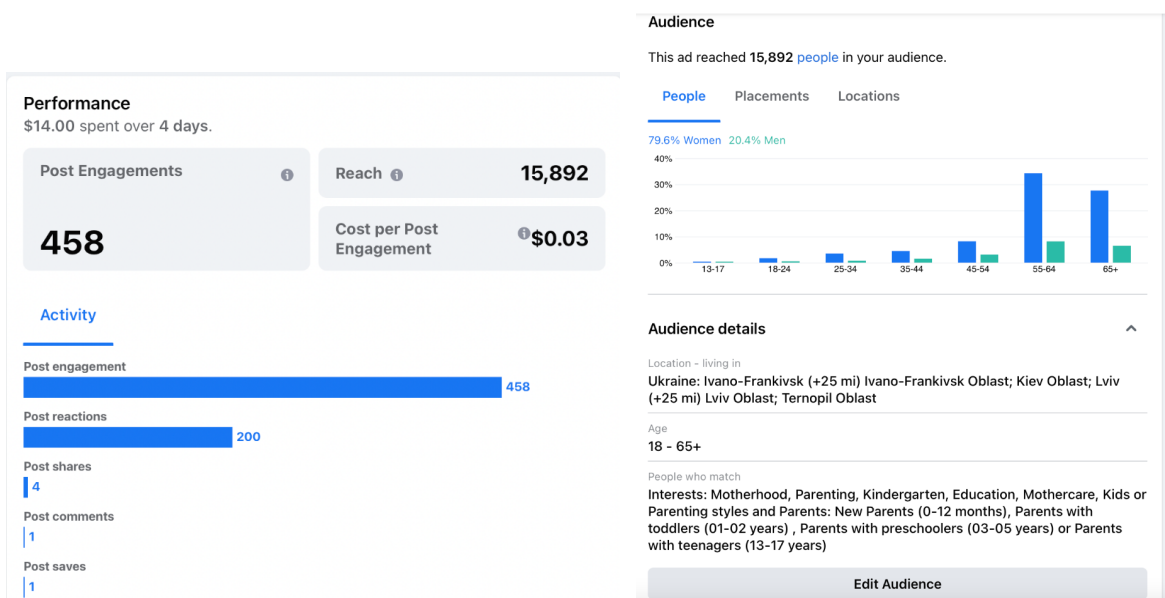 Performance
$14.00 spent over 4 days.
Post Engagements
458
Reach
15,892
Cost per Post
Engagement
$0.03
Activity
Post engagement
458
Post reactions
200
Post shares
4
Post comments
1
Post saves
1
Audience
This ad reached 15,892 people in your audience.
People Placements Locations
79.6% Women 20.4% Men
40%
30%
20%
10%
0%
13-17 18-24 25-34 35-44 45-54 55-64 65+
Audience details
Location - living in
Ukraine: Ivano-Frankivsk (+25 mi) Ivano-Frankivsk Oblast; Kiev Oblast; Lviv
(+25 mi) Lviv Oblast; Ternopil Oblast
Age
18 - 65+
People who match
Interests: Motherhood, Parenting, Kindergarten, Education, Mothercare, Kids or
Parenting styles and Parents: New Parents (0-12 months), Parents with
toddlers (01-02 years) , Parents with preschoolers (03-05 years) or Parents
with teenagers (13-17 years)
Edit Audience